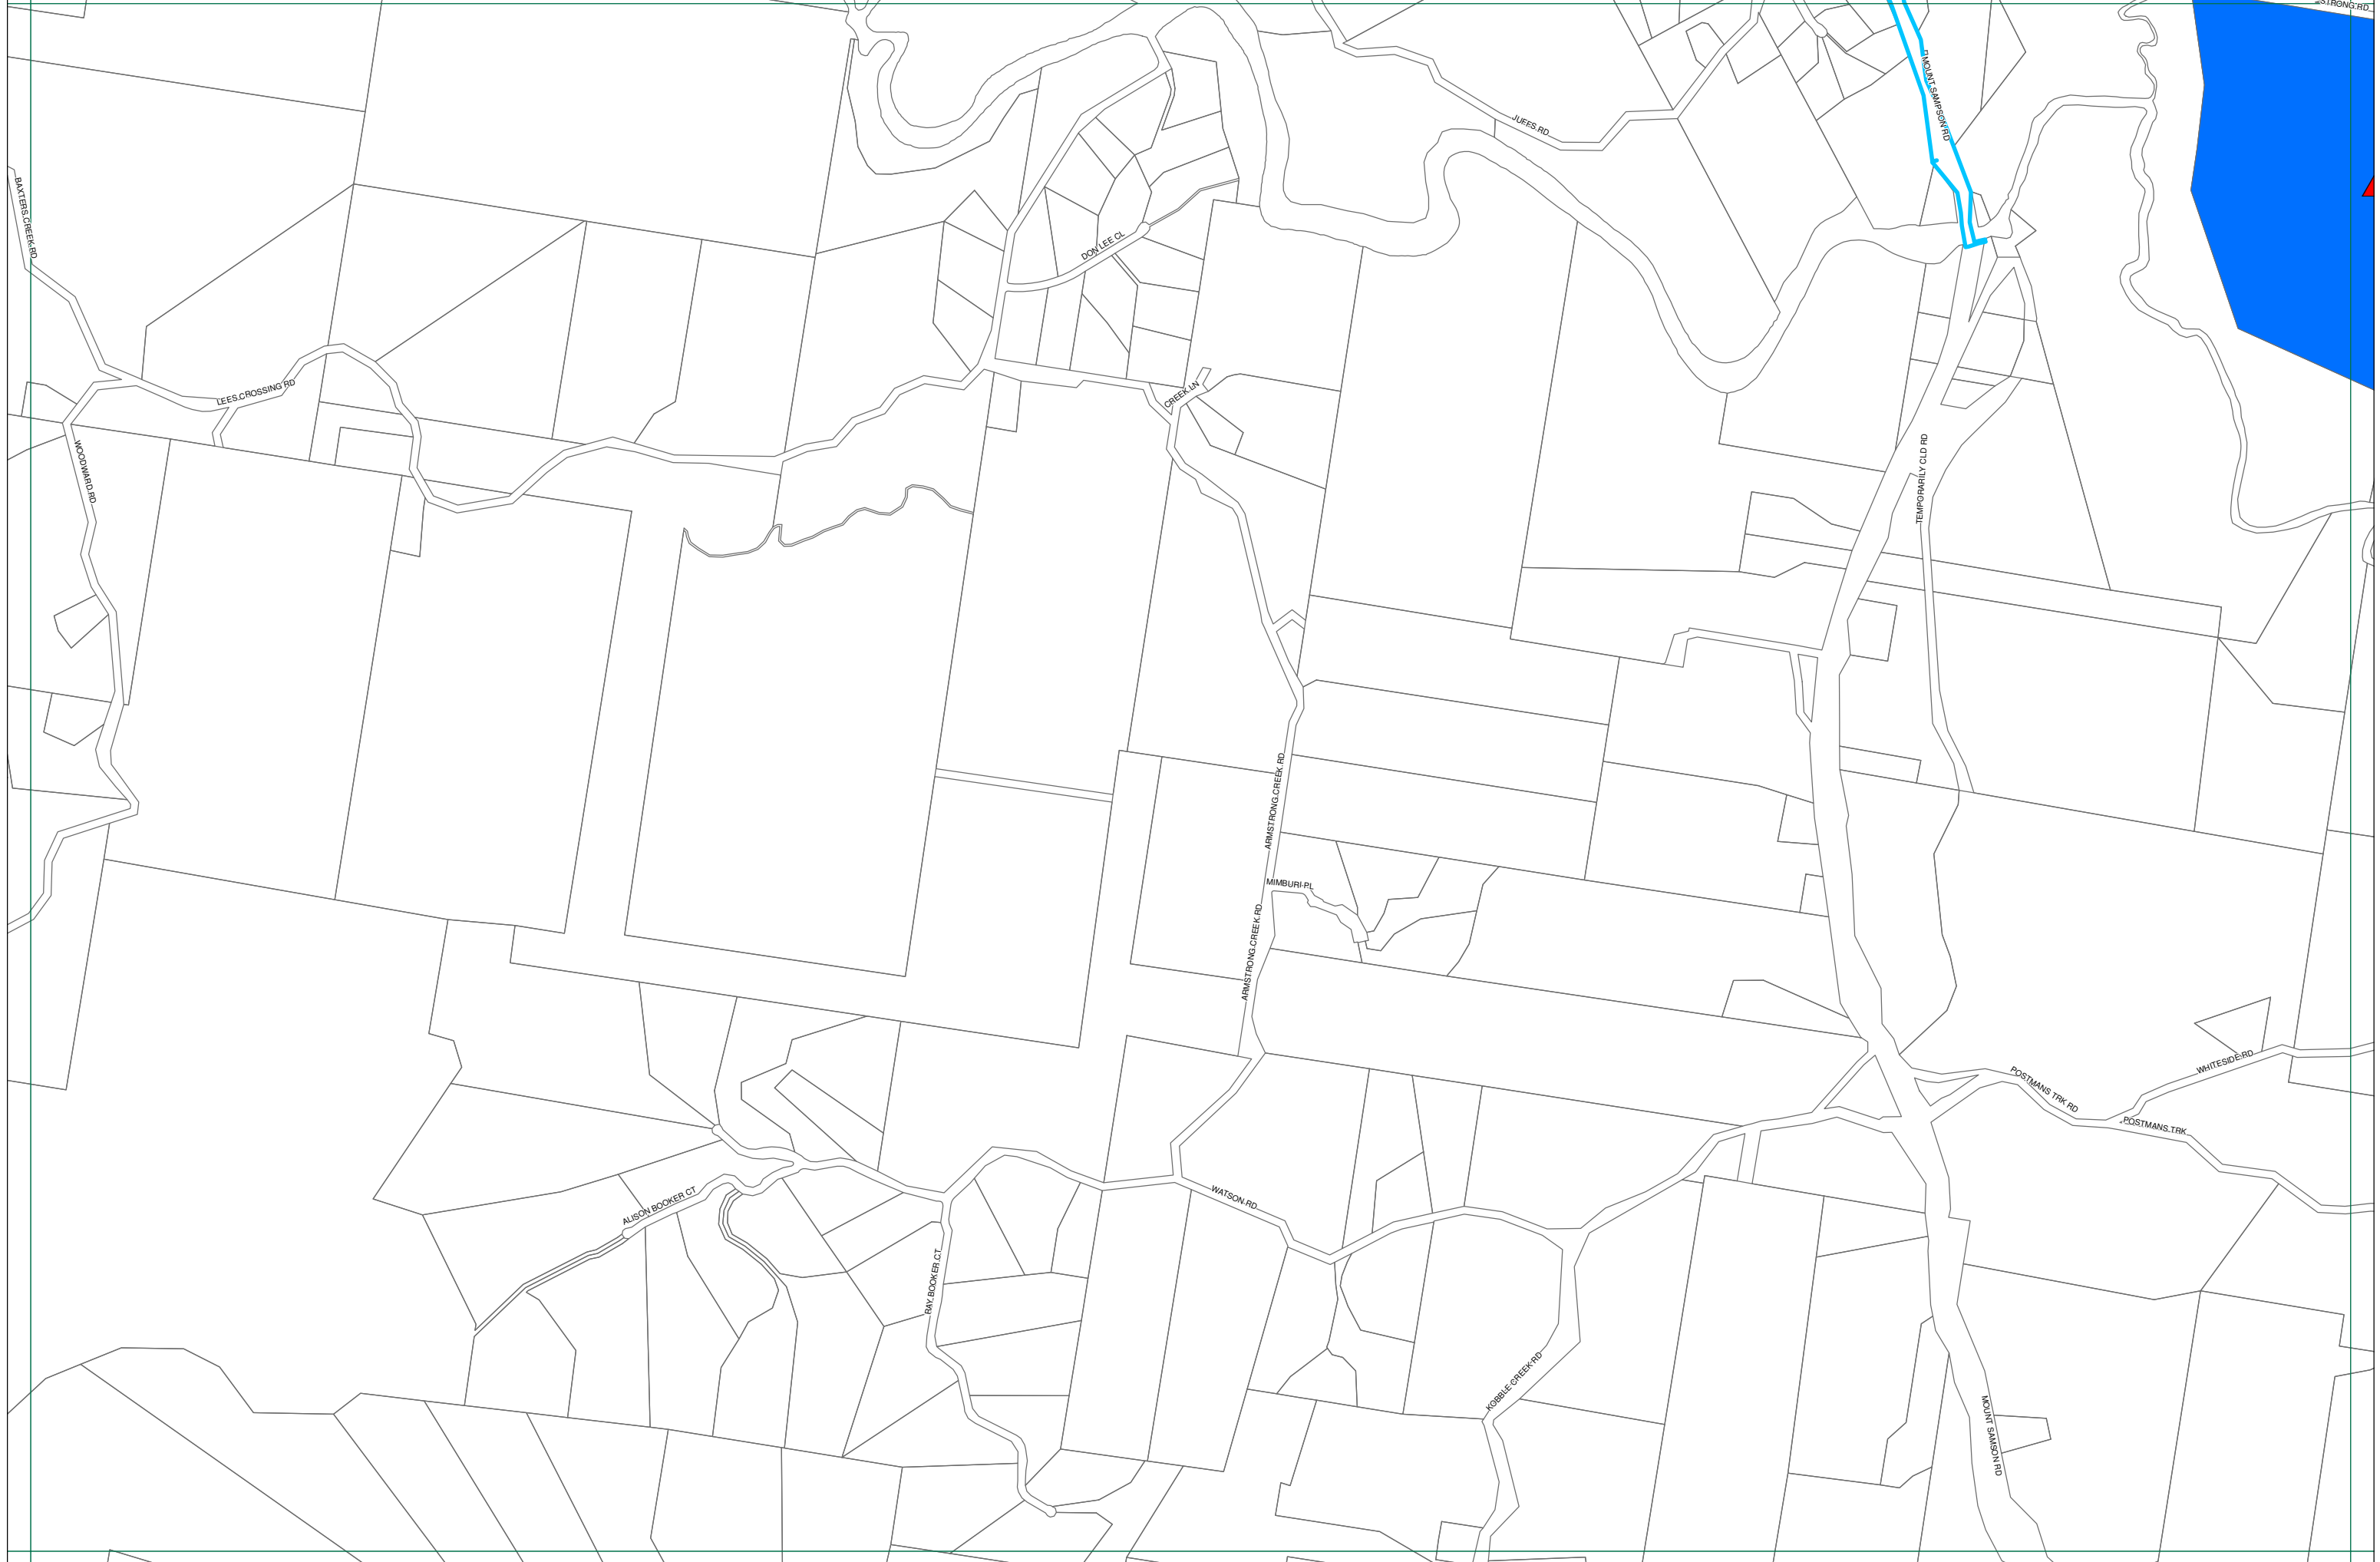 STRONG RD
MOUNT SAMPSON RD
JUFFS RD
BAXTERS CREEK RD
DON LEE CL
LEES CROSSING RD
CREEK LN
WOODWARD RD
TEMPORARILY CLD RD
ARMSTRONG CREEK RD
MIMBURI PL
ARMSTRONG CREEK RD
WHITESIDE RD
POSTMANS TRK RD
POSTMANS TRK
ALISON BOOKER CT
WATSON RD
RAY BOOKER CT
KOBBLE CREEK RD
MOUNT SAMSON RD